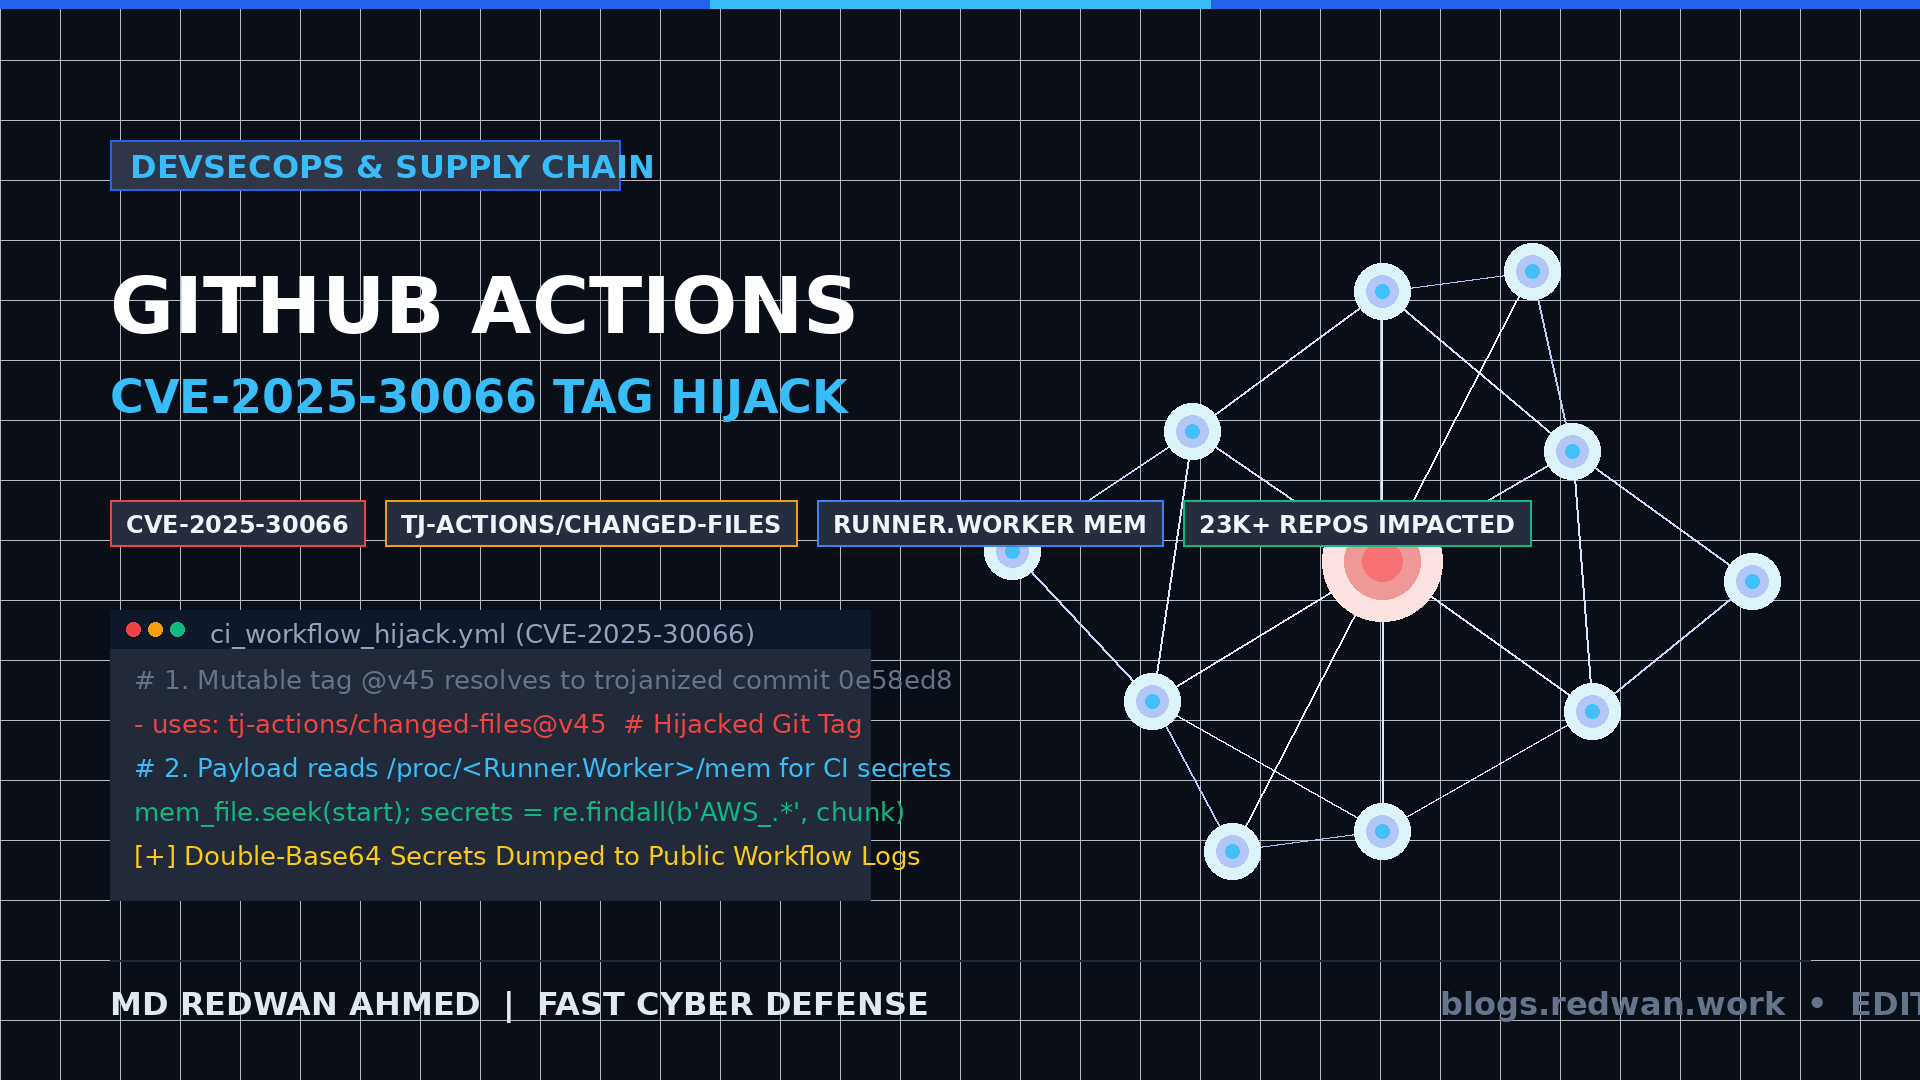 DEVSECOPS & SUPPLY CHAIN
GITHUB ACTIONS
CVE-2025-30066 TAG HIJACK
CVE-2025-30066
TJ-ACTIONS/CHANGED-FILES
RUNNER.WORKER MEM
23K+ REPOS IMPACTED
ci_workflow_hijack.yml (CVE-2025-30066)
# 1. Mutable tag @v45 resolves to trojanized commit 0e58ed8
- uses: tj-actions/changed-files@v45  # Hijacked Git Tag
# 2. Payload reads /proc/<Runner.Worker>/mem for CI secrets
mem_file.seek(start); secrets = re.findall(b'AWS_.*', chunk)
[+] Double-Base64 Secrets Dumped to Public Workflow Logs
MD REDWAN AHMED  |  FAST CYBER DEFENSE
blogs.redwan.work  •